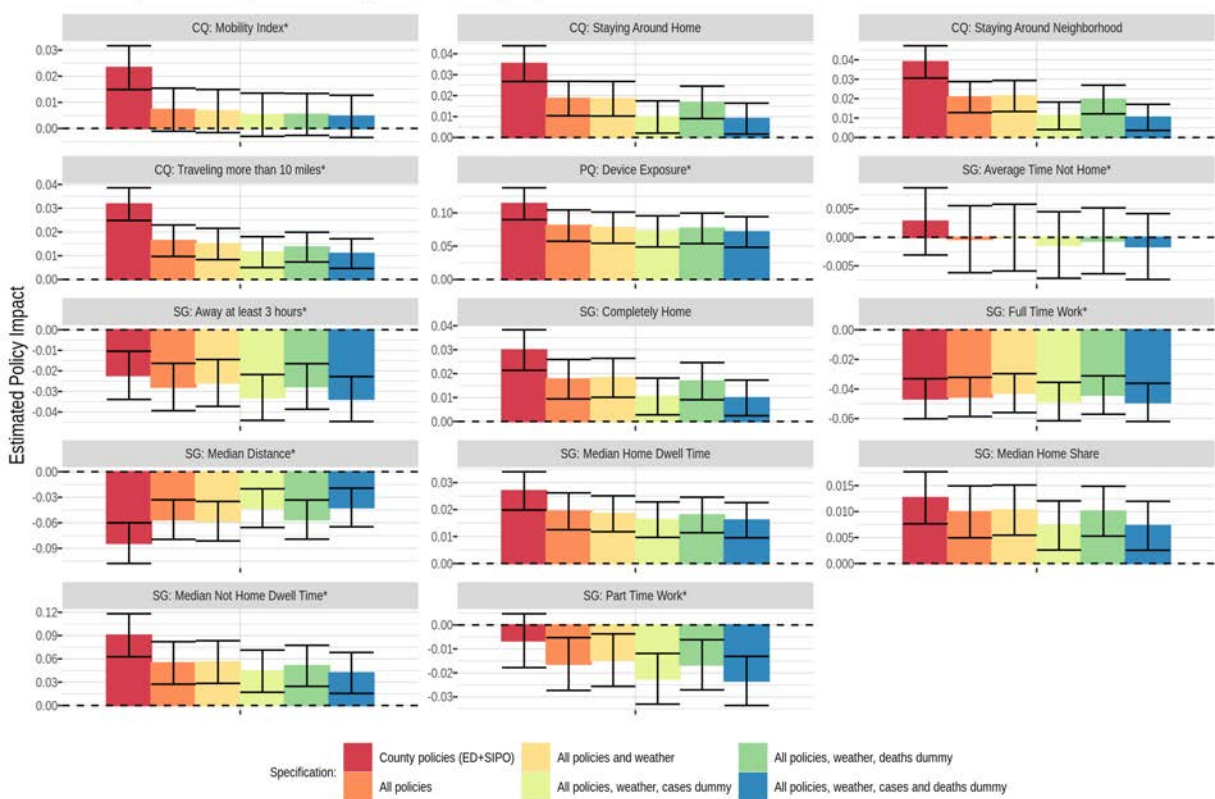 CQ: Mobility Index*
CQ: Staying Around Home
CQ: Staying Around Neighborhood
0.03
0.02
0.01
0.00
0.04
0.03
0.02
0.01
0.00
0.04
0.03
0.02
0.01
0.00
CQ: Traveling more than 10 miles*
PQ: Device Exposure*
SG: Average Time Not Home*
0.04
0.03
0.02
0.01
0.00
0.10
0.05
0.00
0.005
0.000
-0.005
SG: Away at least 3 hours*
SG: Completely Home
SG: Full Time Work*
0.00
-0.01
-0.02
-0.03
-0.04
0.04
0.03
0.02
0.01
0.00
0.00
-0.02
-0.04
-0.06
SG: Median Distance*
SG: Median Home Dwell Time
SG: Median Home Share
0.00
-0.03
-0.06
-0.09
0.03
0.02
0.01
0.00
0.015
0.010
0.005
0.000
SG: Median Not Home Dwell Time*
SG: Part Time Work*
0.12
0.09
0.06
0.03
0.00
0.00
-0.01
-0.02
-0.03
Estimated Policy Impact
Specification:
County policies (ED+SIPO)
All policies
All policies and weather
All policies, weather, cases dummy
All policies, weather, deaths dummy
All policies, weather, cases and deaths dummy